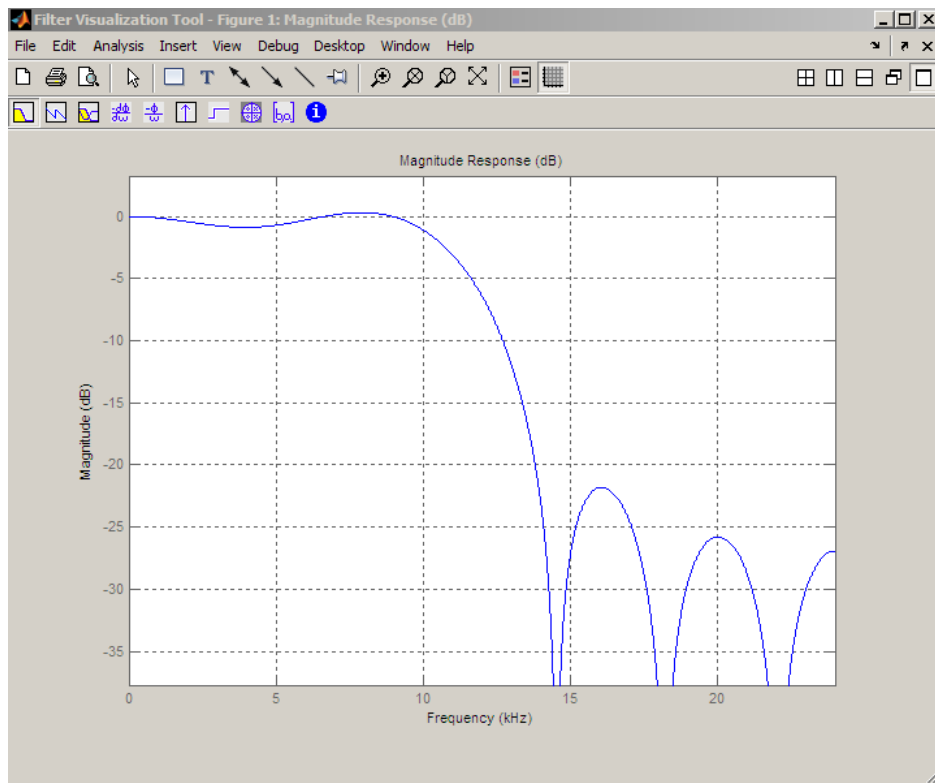 Filter Visualization Tool - Figure 1: Magnitude Response (dB)
File Edit Analysis Insert View Debug Desktop Window Help
T
[b,a] i
Magnitude Response (dB)
0
-5
-10
-15
-20
-25
-30
-35
Magnitude (dB)
0 5 10 15 20
Frequency (kHz)